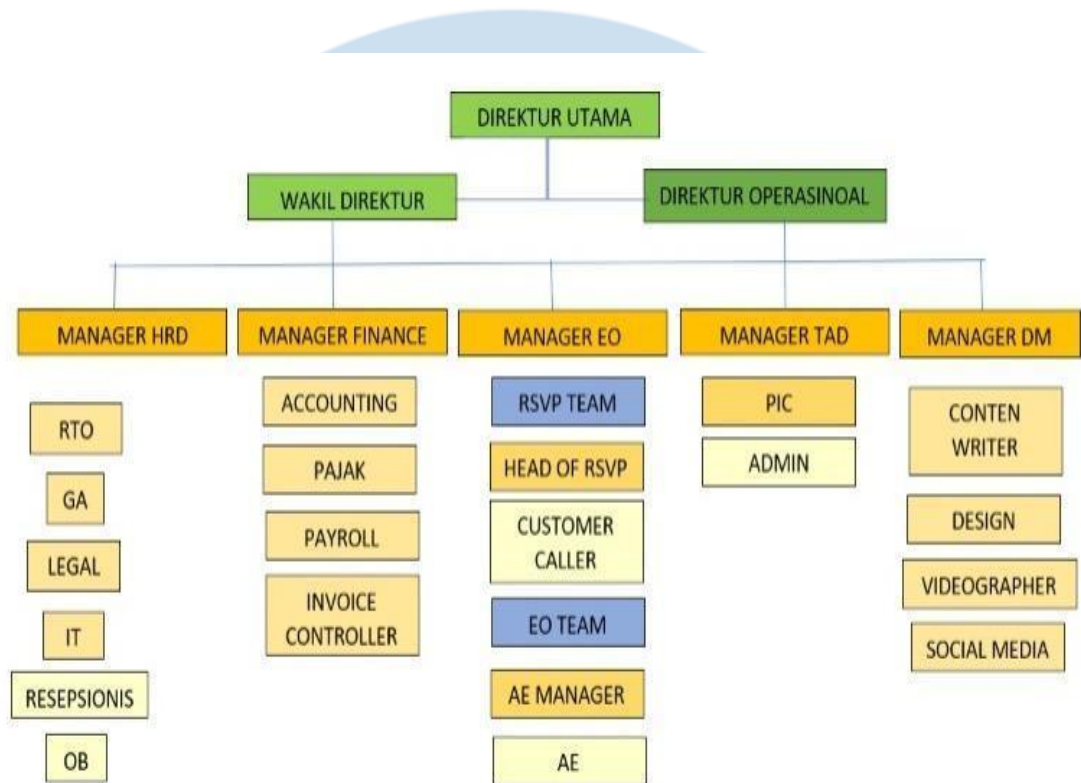 DIREKTUR UTAMA
WAKIL DIREKTUR
DIREKTUR OPERASINOAL
MANAGER HRD
MANAGER FINANCE
MANAGER EO
MANAGER TAD
MANAGER DM
RTO
GA
LEGAL
IT
RESEPSIONIS
OB
ACCOUNTING
PAJAK
PAYROLL
INVOICE
CONTROLLER
RSVP TEAM
HEAD OF RSVP
CUSTOMER
CALLER
EO TEAM
AE MANAGER
AE
PIC
ADMIN
CONTEN
WRITER
DESIGN
VIDEOGRAPHER
SOCIAL MEDIA